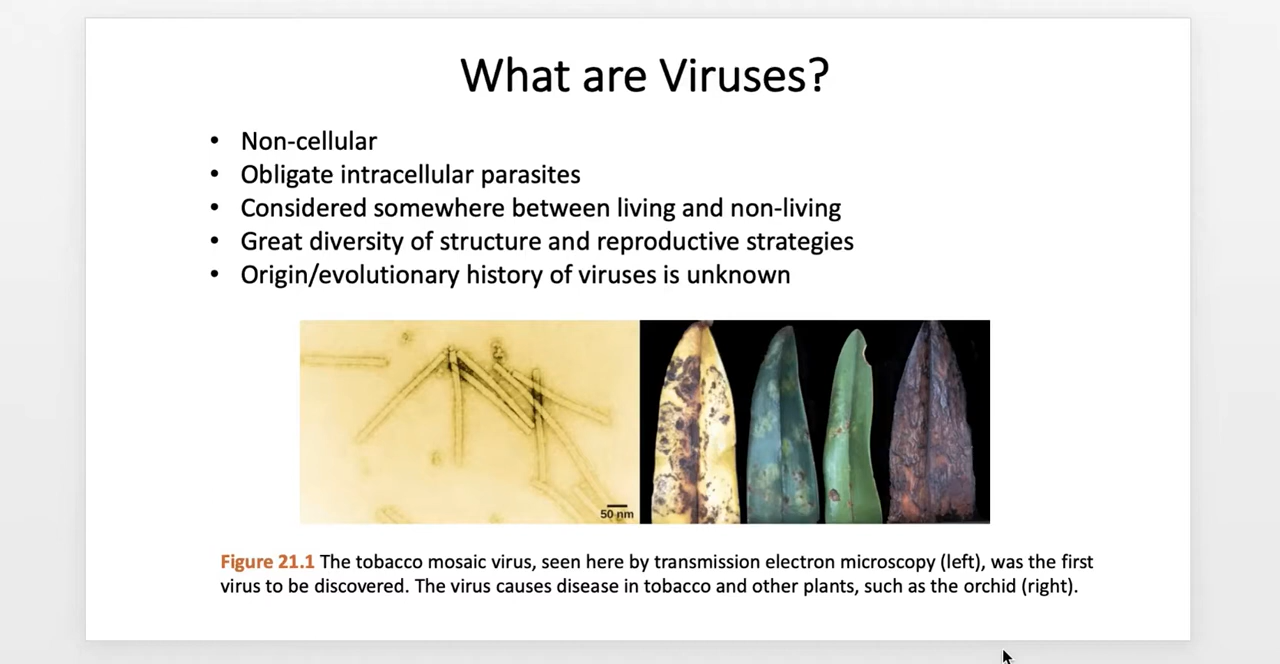 What are Viruses?
• Non-cellular
• Obligate intracellular parasites
• Considered somewhere between living and non-living
• Great diversity of structure and reproductive strategies
• Origin/evolutionary history of viruses is unknown
50 nm
Figure 21.1 The tobacco mosaic virus, seen here by transmission electron microscopy (left), was the first
virus to be discovered. The virus causes disease in tobacco and other plants, such as the orchid (right).